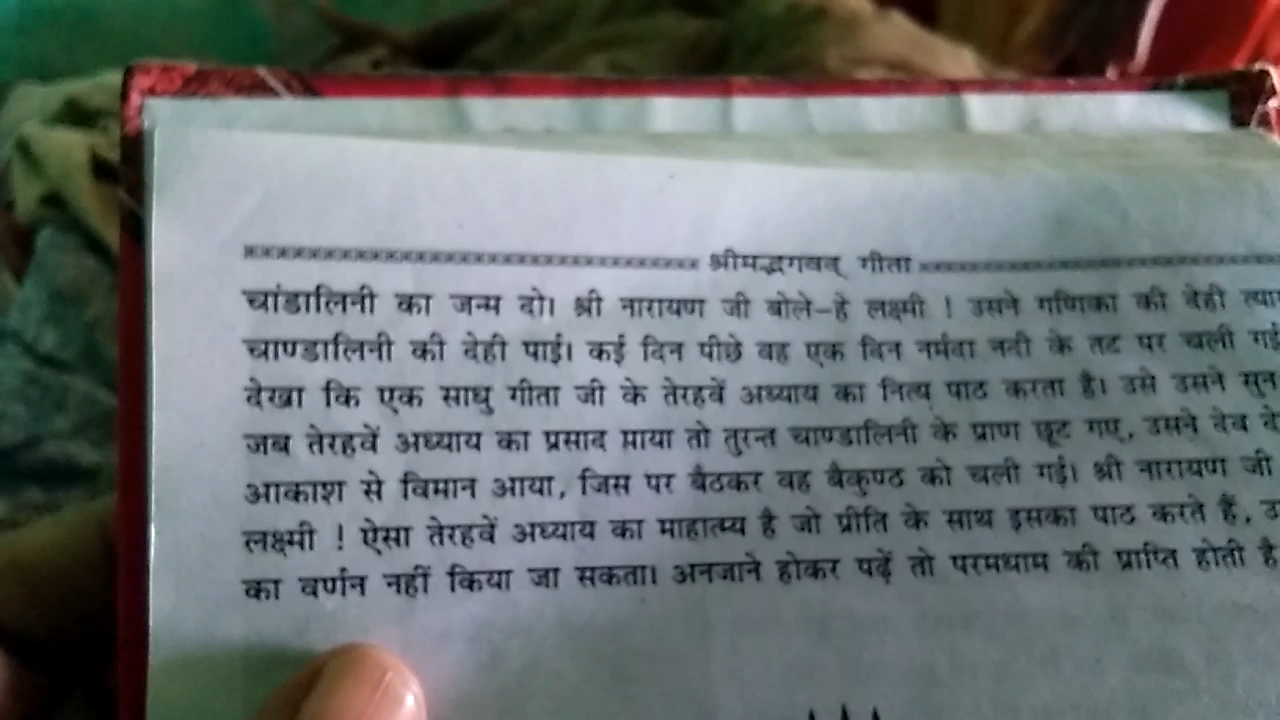 श्रीमद्भगवद् गीता
चांडालिनी का जन्म दो। श्री नारायण जी बोले-हे लक्ष्मी ! उसने गणिका की देही
चाण्डालिनी की देही पाई। कई दिन पीछे वह एक दिन नर्मदा नदी के तट पर चली गई
देखा कि एक साधु गीता जी के तेरहवें अध्याय का नित्य पाठ करता है। उसे उसने सुन
जब तेरहवें अध्याय का प्रसाद पाया तो तुरन्त चाण्डालिनी के प्राण छूट गए, उसने देव
आकाश से विमान आया, जिस पर बैठकर वह बैकुण्ठ को चली गई। श्री नारायण जी
लक्ष्मी ! ऐसा तेरहवें अध्याय का माहात्म्य है जो प्रीति के साथ इसका पाठ करते हैं,
का वर्णन नहीं किया जा सकता। अनजाने होकर पढ़ें तो परमधाम की प्राप्ति होती है